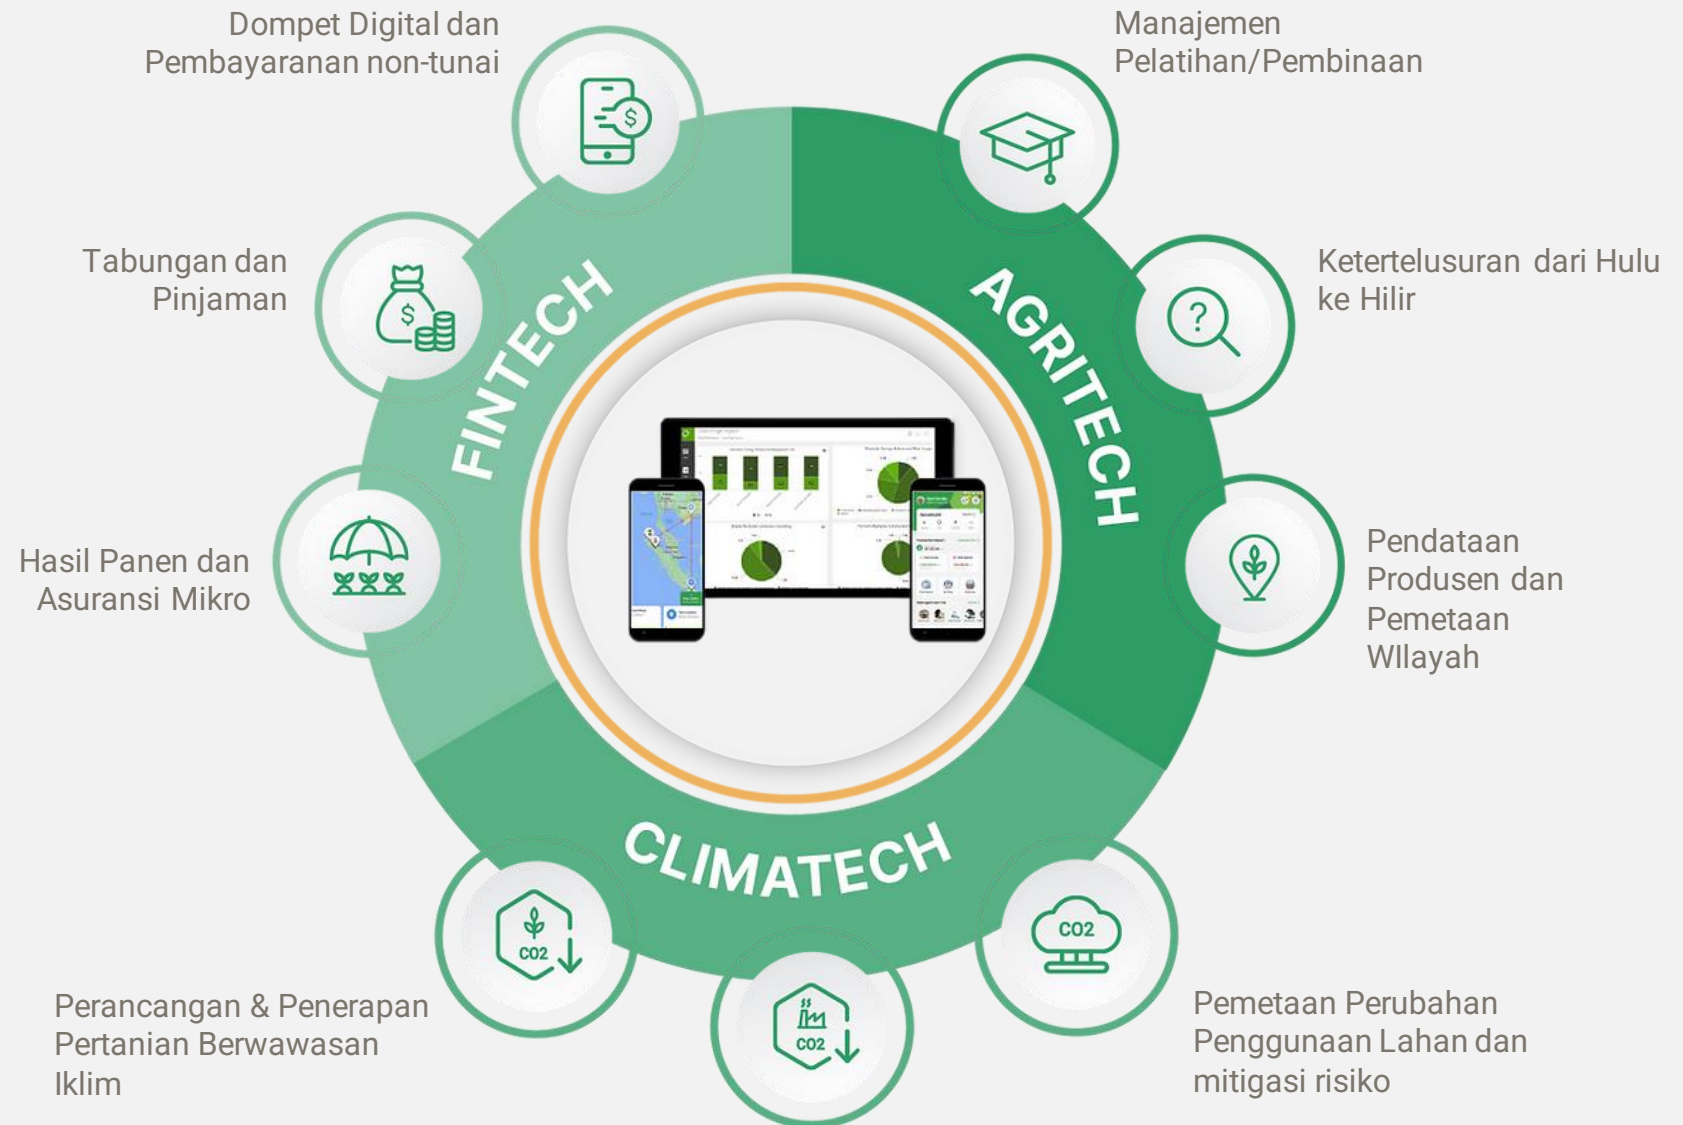 Dompet Digital dan
Pembayaranan non-tunai
Manajemen
Pelatihan/Pembinaan
Tabungan dan
Pinjaman
Ketertelusuran dari Hulu
ke Hilir
FINTECH
AGRITECH
Hasil Panen dan
Asuransi Mikro
Pendataan
Produsen dan
Pemetaan
WIlayah
CLIMATECH
CO2
CO2
CO2
Perancangan & Penerapan
Pertanian Berwawasan
Iklim
Pemetaan Perubahan
Penggunaan Lahan dan
mitigasi risiko